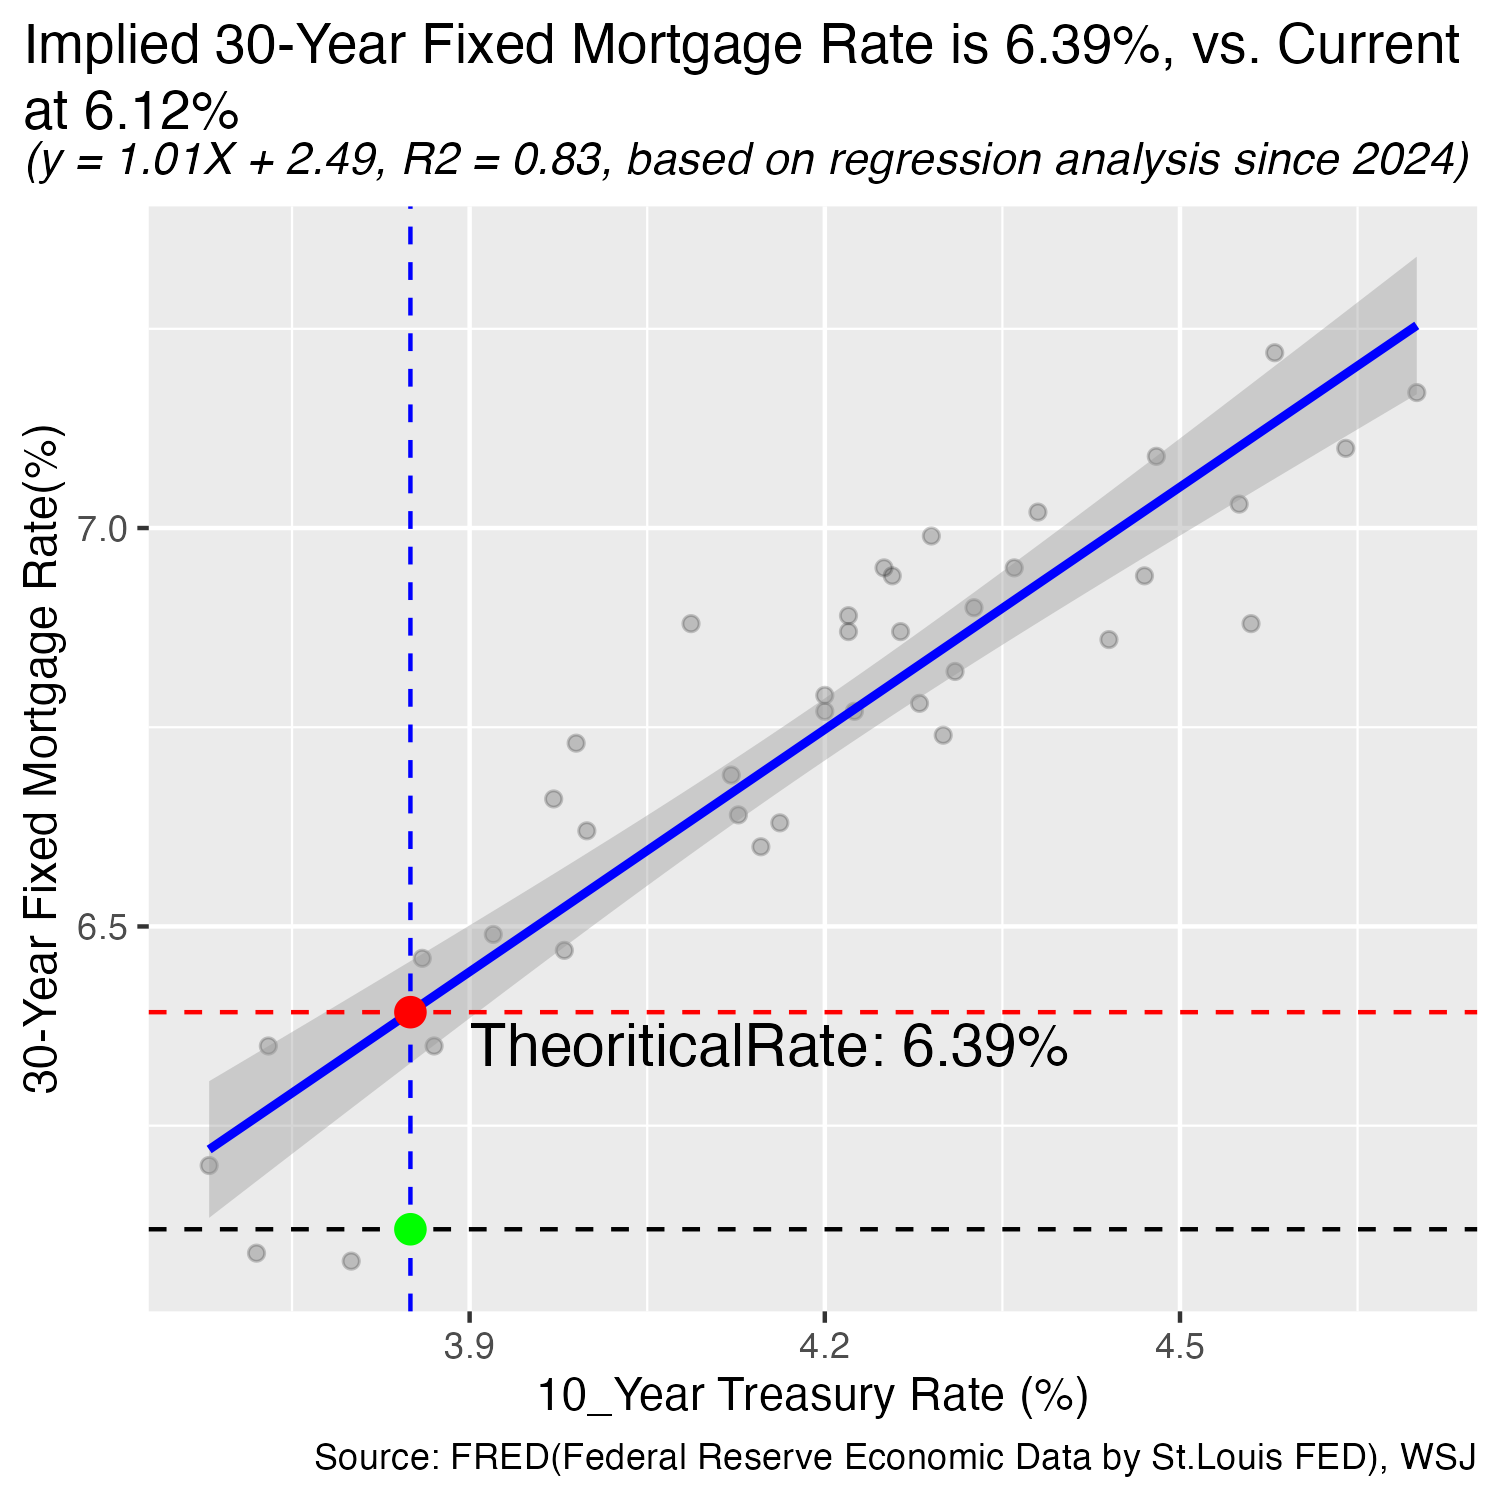 Implied 30-Year Fixed Mortgage Rate is 6.39%, vs. Current
at 6.12%
(y = 1.01X + 2.49, R2 = 0.83, based on regression analysis since 2024)
30-Year Fixed Mortgage Rate(%)
7.0
6.5
TheoriticalRate: 6.39%
3.9 4.2 4.5
10_Year Treasury Rate (%)
Source: FRED(Federal Reserve Economic Data by St.Louis FED), WSJ